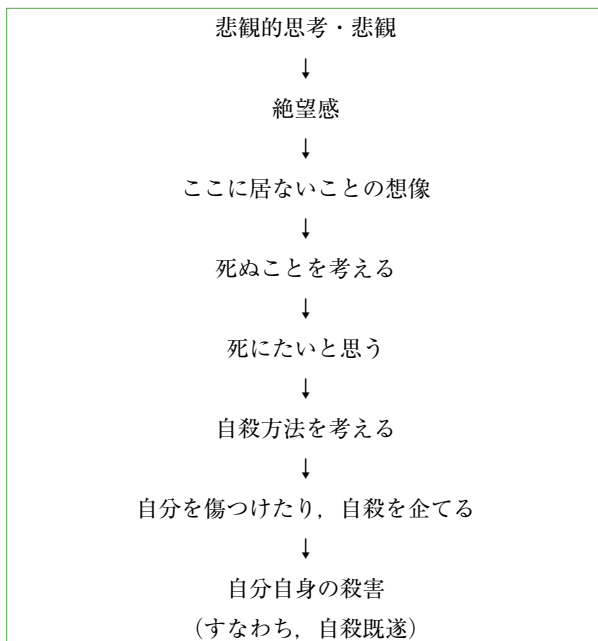 悲観的思考・悲観
↓
絶望感
↓
ここに居ないことの想像
↓
死ぬことを考える
↓
死にたいと思う
↓
自殺方法を考える
↓
自分を傷つけたり，自殺を企てる
↓
自分自身の殺害
（すなわち，自殺既遂）